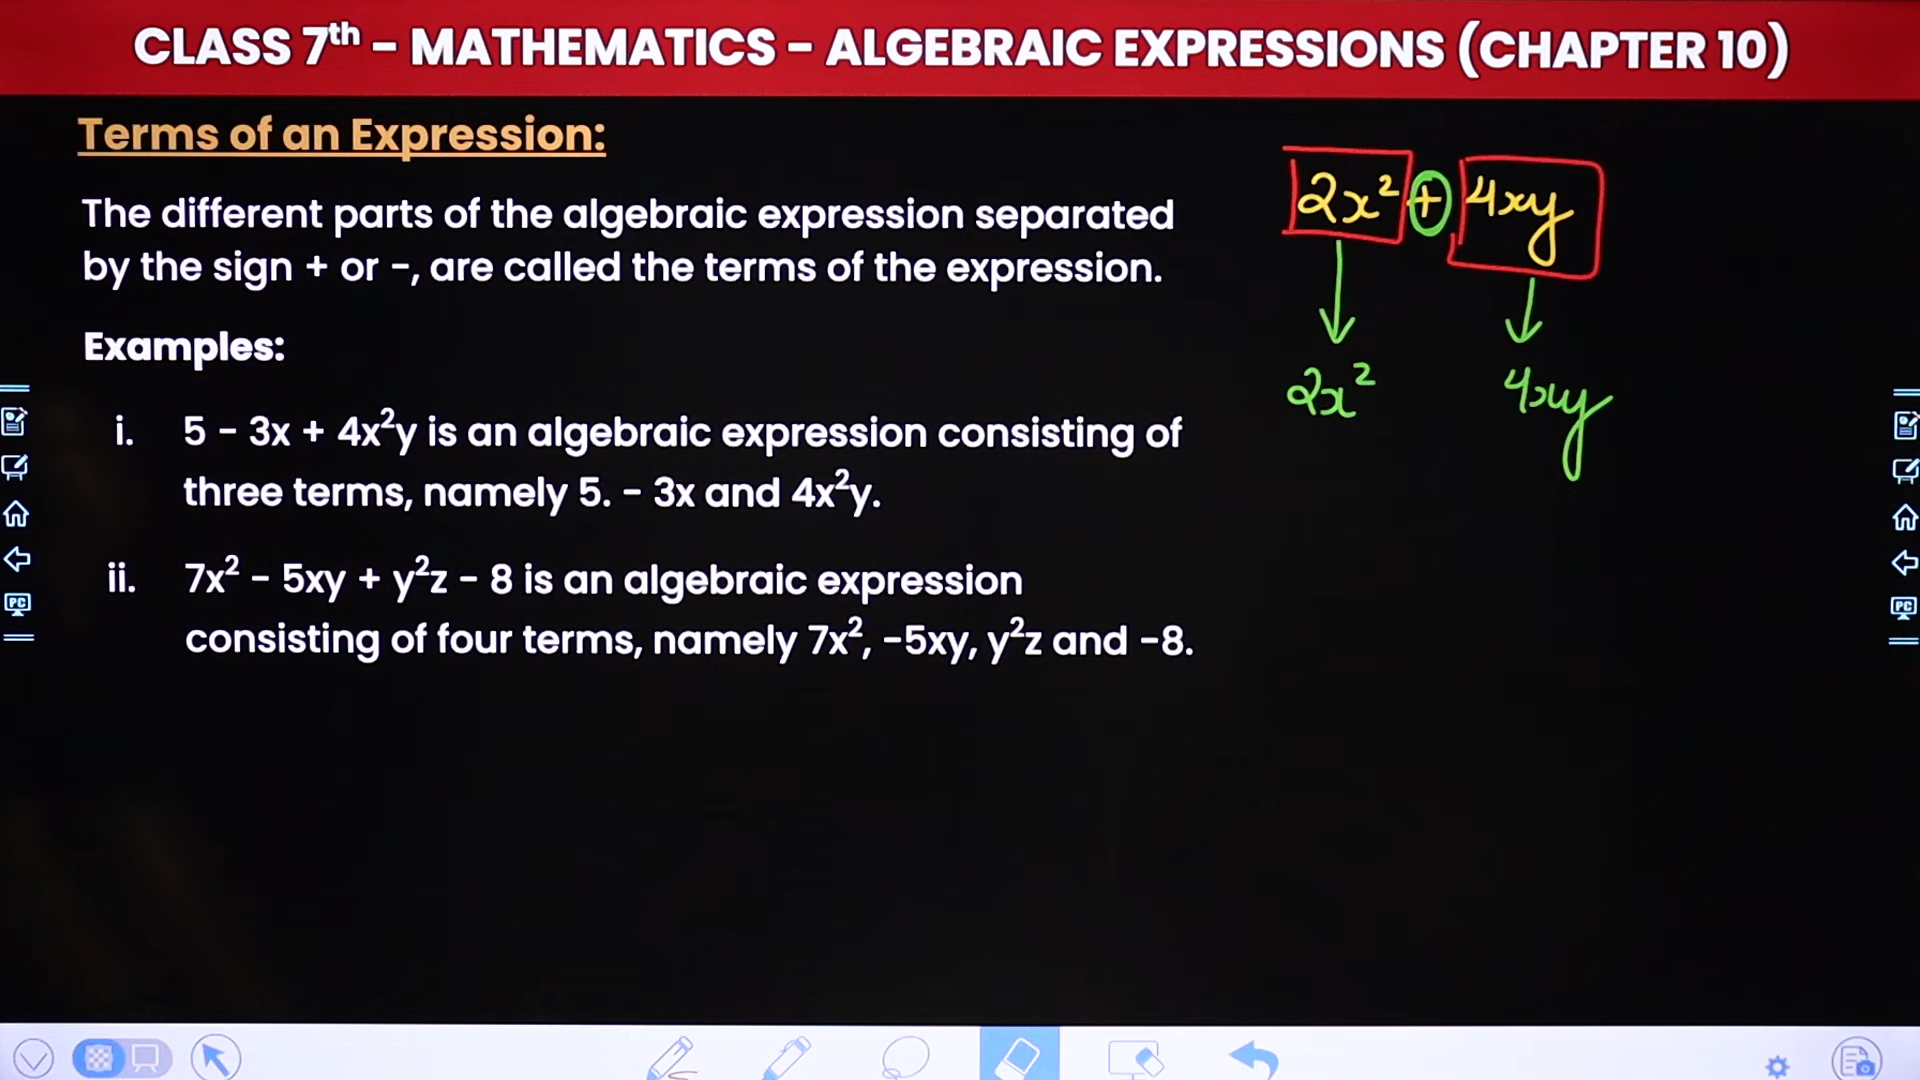 CLASS 7th – MATHEMATICS – ALGEBRAIC EXPRESSIONS (CHAPTER 10)
Terms of an Expression:
The different parts of the algebraic expression separated
by the sign + or -, are called the terms of the expression.
Examples:
i. 5 - 3x + 4x²y is an algebraic expression consisting of
three terms, namely 5. - 3x and 4x²y.
ii. 7x² - 5xy + y²z - 8 is an algebraic expression
consisting of four terms, namely 7x², -5xy, y²z and -8.
2x² + 4xy
2x² 4xy
PC
PC